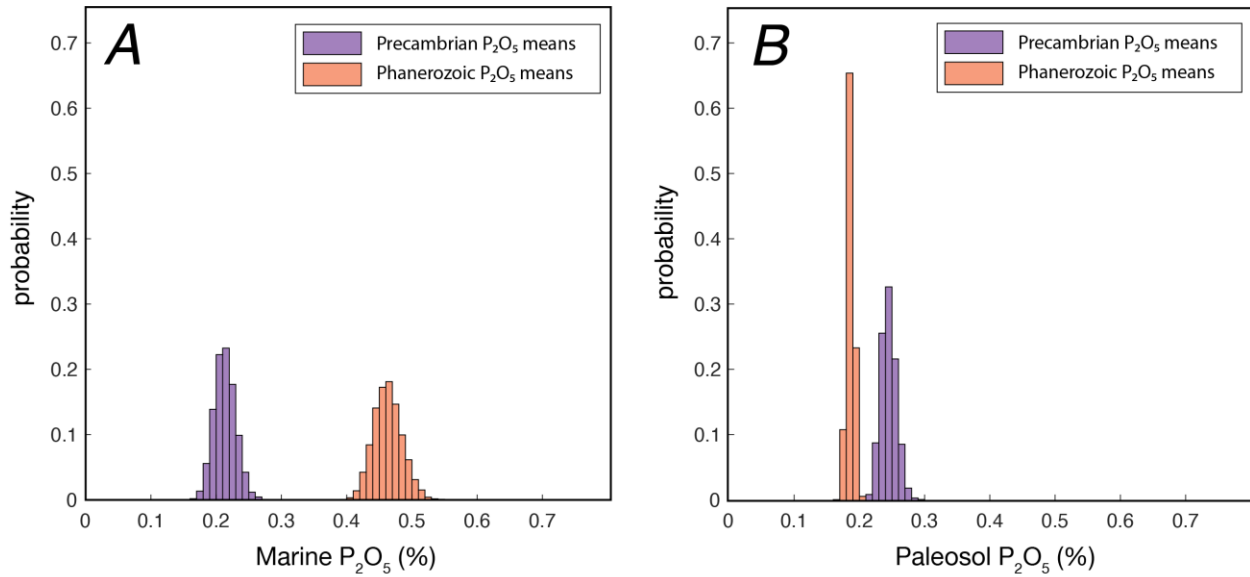 A
Precambrian P₂O₅ means
Phanerozoic P₂O₅ means
0.7
0.6
0.5
0.4
0.3
0.2
0.1
0
probability
0 0.1 0.2 0.3 0.4 0.5 0.6 0.7
Marine P₂O₅ (%)
B
Precambrian P₂O₅ means
Phanerozoic P₂O₅ means
0.7
0.6
0.5
0.4
0.3
0.2
0.1
0
probability
0 0.1 0.2 0.3 0.4 0.5 0.6 0.7
Paleosol P₂O₅ (%)